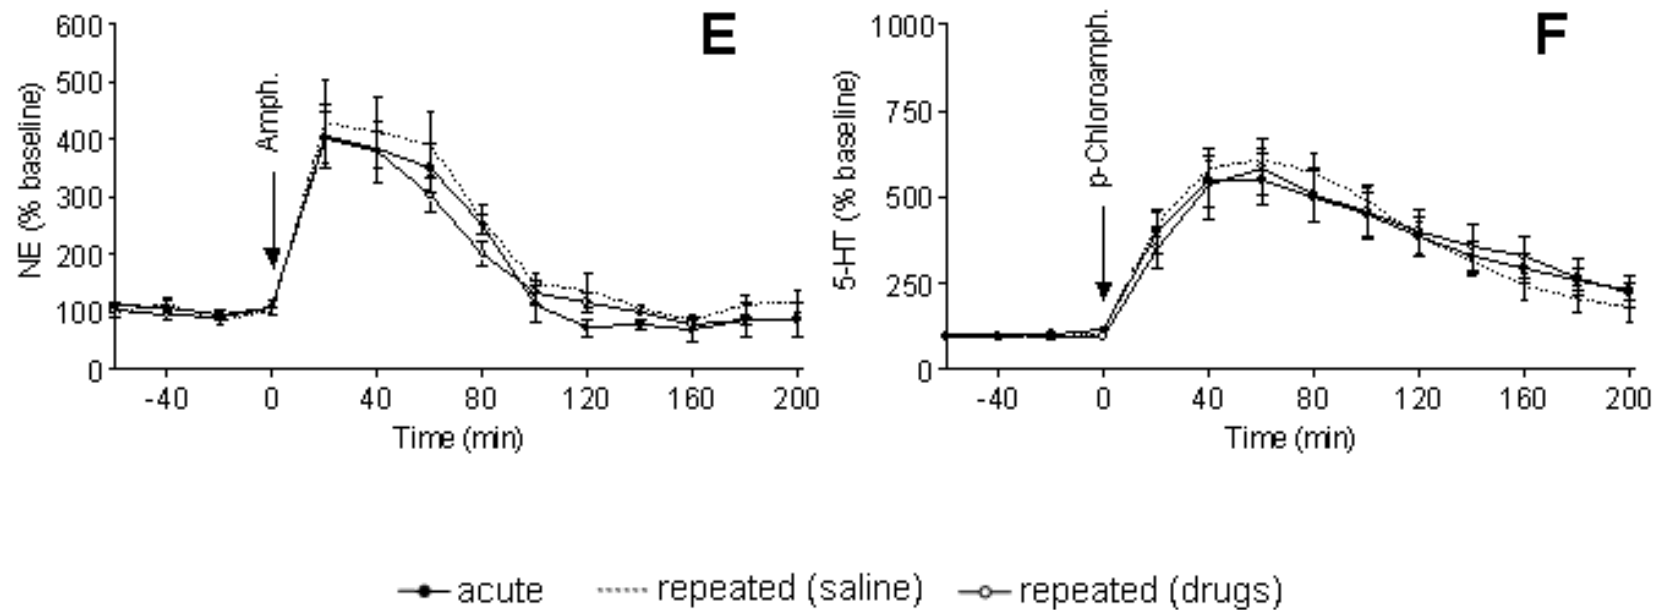 E
NE (% baseline)
600
500
400
300
200
100
0
Amph.
-40 0 40 80 120 160 200
Time (min)
F
5-HT (% baseline)
1000
750
500
250
0
p-Chloroamph.
-40 0 40 80 120 160 200
Time (min)
acute repeated (saline) repeated (drugs)